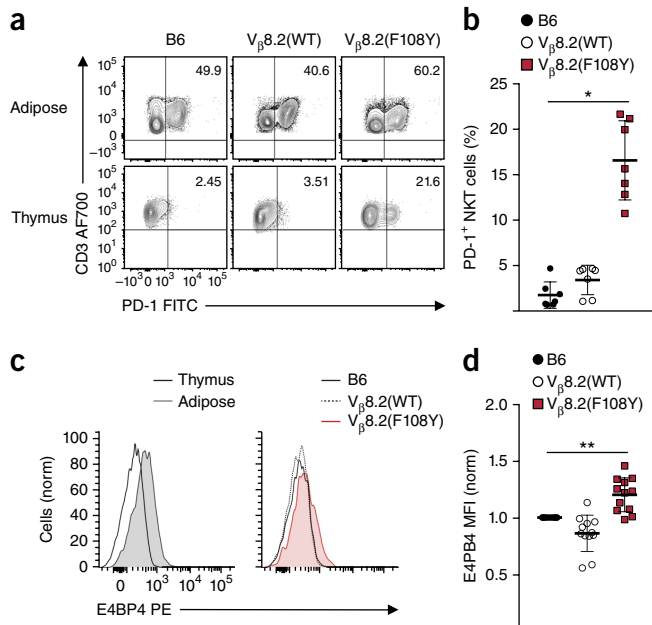 a
B6 Vβ8.2(WT) Vβ8.2(F108Y)
Adipose
10⁵
10⁴
10³
0
−10³
49.9
40.6
60.2
Thymus
10⁵
10⁴
10³
10²
10¹
10⁰
2.45
3.51
21.6
CD3 AF700
−10³ 0 10³ 10⁴ 10⁵
PD-1 FITC
b
B6
Vβ8.2(WT)
Vβ8.2(F108Y)
*
25
20
15
10
5
PD-1⁺ NKT cells (%)
c
Thymus
Adipose
B6
Vβ8.2(WT)
Vβ8.2(F108Y)
100
80
60
40
20
0
Cells (norm)
0 10³ 10⁴ 10⁵
E4BP4 PE
d
B6
Vβ8.2(WT)
Vβ8.2(F108Y)
2.0
**
1.5
1.0
0.5
E4PB4 MFI (norm)